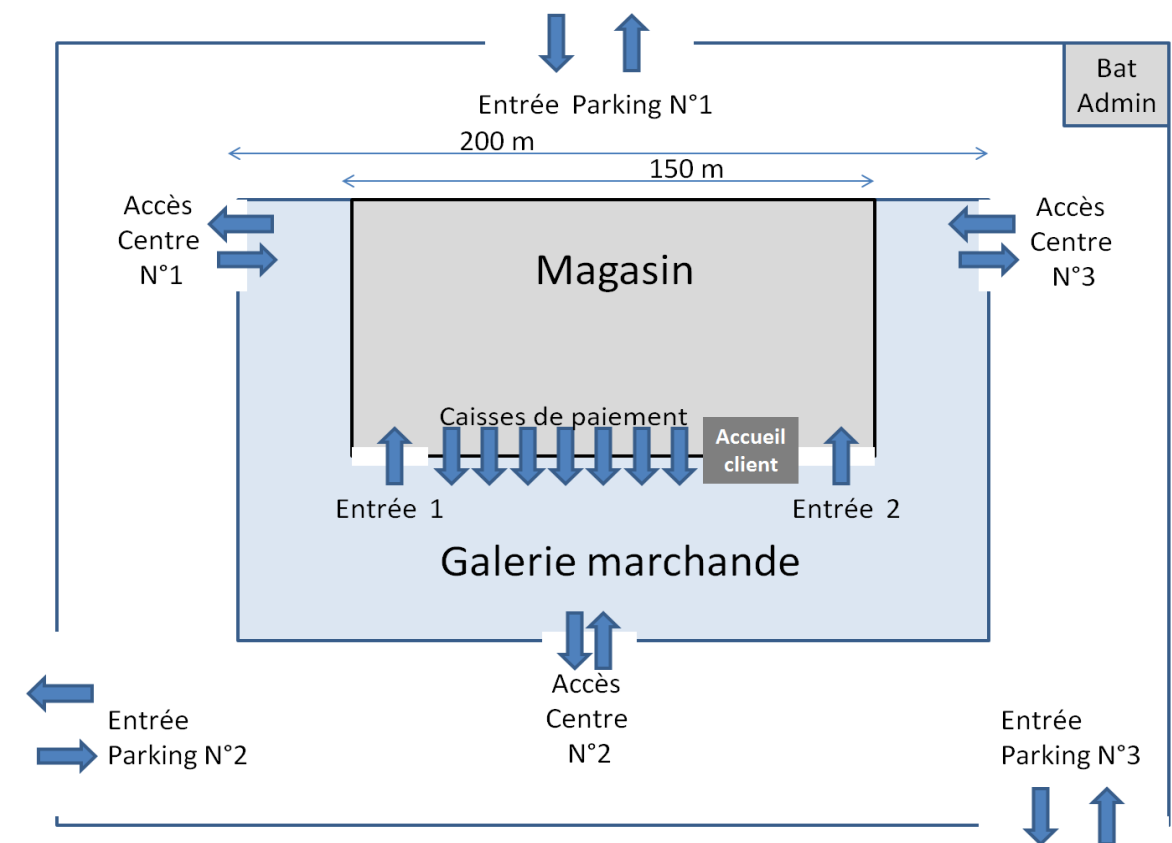 Bat
Admin
Entrée Parking N°1
200 m
150 m
Accès
Centre
N°1
Accès
Centre
N°3
Magasin
Caisses de paiement
Accueil
client
Entrée 1
Entrée 2
Galerie marchande
Accès
Centre
N°2
Entrée
Parking N°2
Entrée
Parking N°3